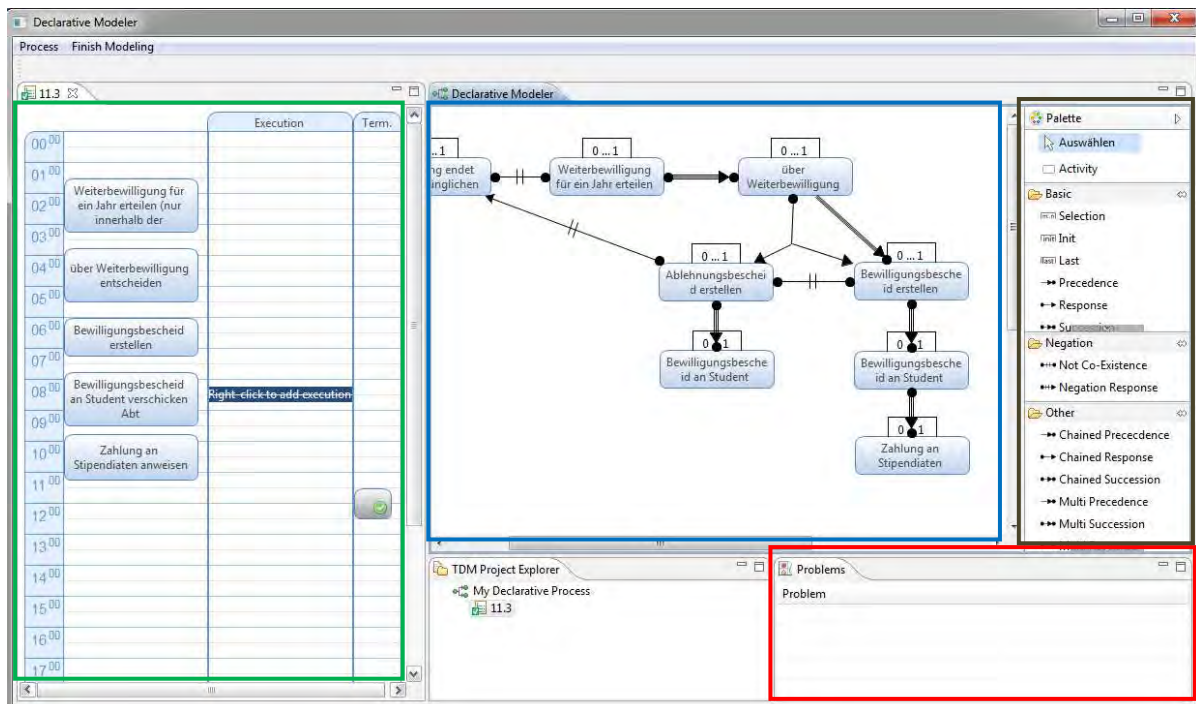 Declarative Modeler
Process Finish Modeling
11.3
Execution
Term.
00 00
01 00
02 00
03 00
04 00
05 00
06 00
07 00
08 00
09 00
10 00
11 00
12 00
13 00
14 00
15 00
16 00
17 00
Weiterbewilligung für
ein Jahr erteilen (nur
innerhalb der
über Weiterbewilligung
entscheiden
Bewilligungsbescheid
erstellen
Bewilligungsbescheid
an Student verschicken
Abt
Zahlung an
Stipendiaten anweisen
Right-click to add execution
Declarative Modeler
...1
ng endet
ünglichen
0...1
Weiterbewilligung
für ein Jahr erteilen
0...1
über
Weiterbewilligung
0...1
Ablehnungsbeschei
d erstellen
0...1
Bewilligungsbesche
id erstellen
0 1
Bewilligungsbesche
id an Student
0 1
Bewilligungsbesche
id an Student
0 1
Zahlung an
Stipendiaten
Palette
Auswählen
Activity
Basic
Selection
Init
Last
Precedence
Response
Negation
Not Co-Existence
Negation Response
Other
Chained Prececdence
Chained Response
Chained Succession
Multi Precedence
Multi Succession
TDM Project Explorer
My Declarative Process
11.3
Problems
Problem